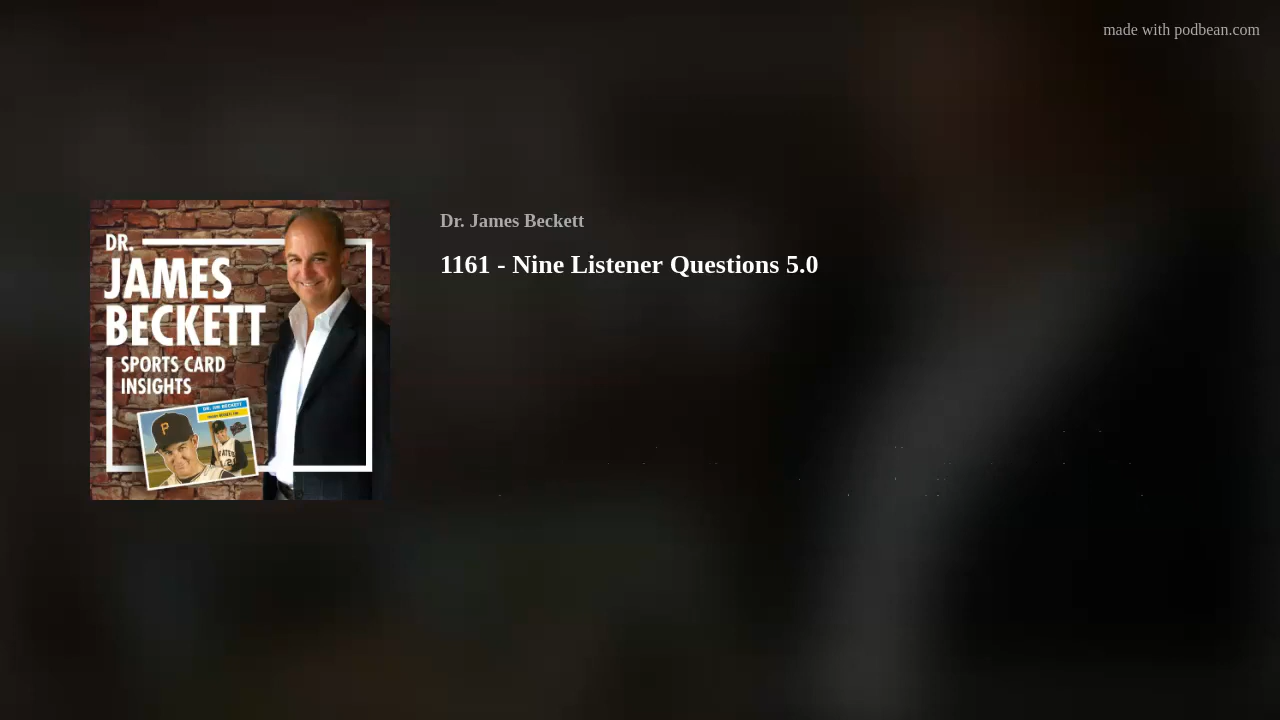 made with podbean.com
Dr. James Beckett
1161 - Nine Listener Questions 5.0
DR.
JAMES
BECKETT
SPORTS CARD
INSIGHTS
DR. JIM BECKETT
P